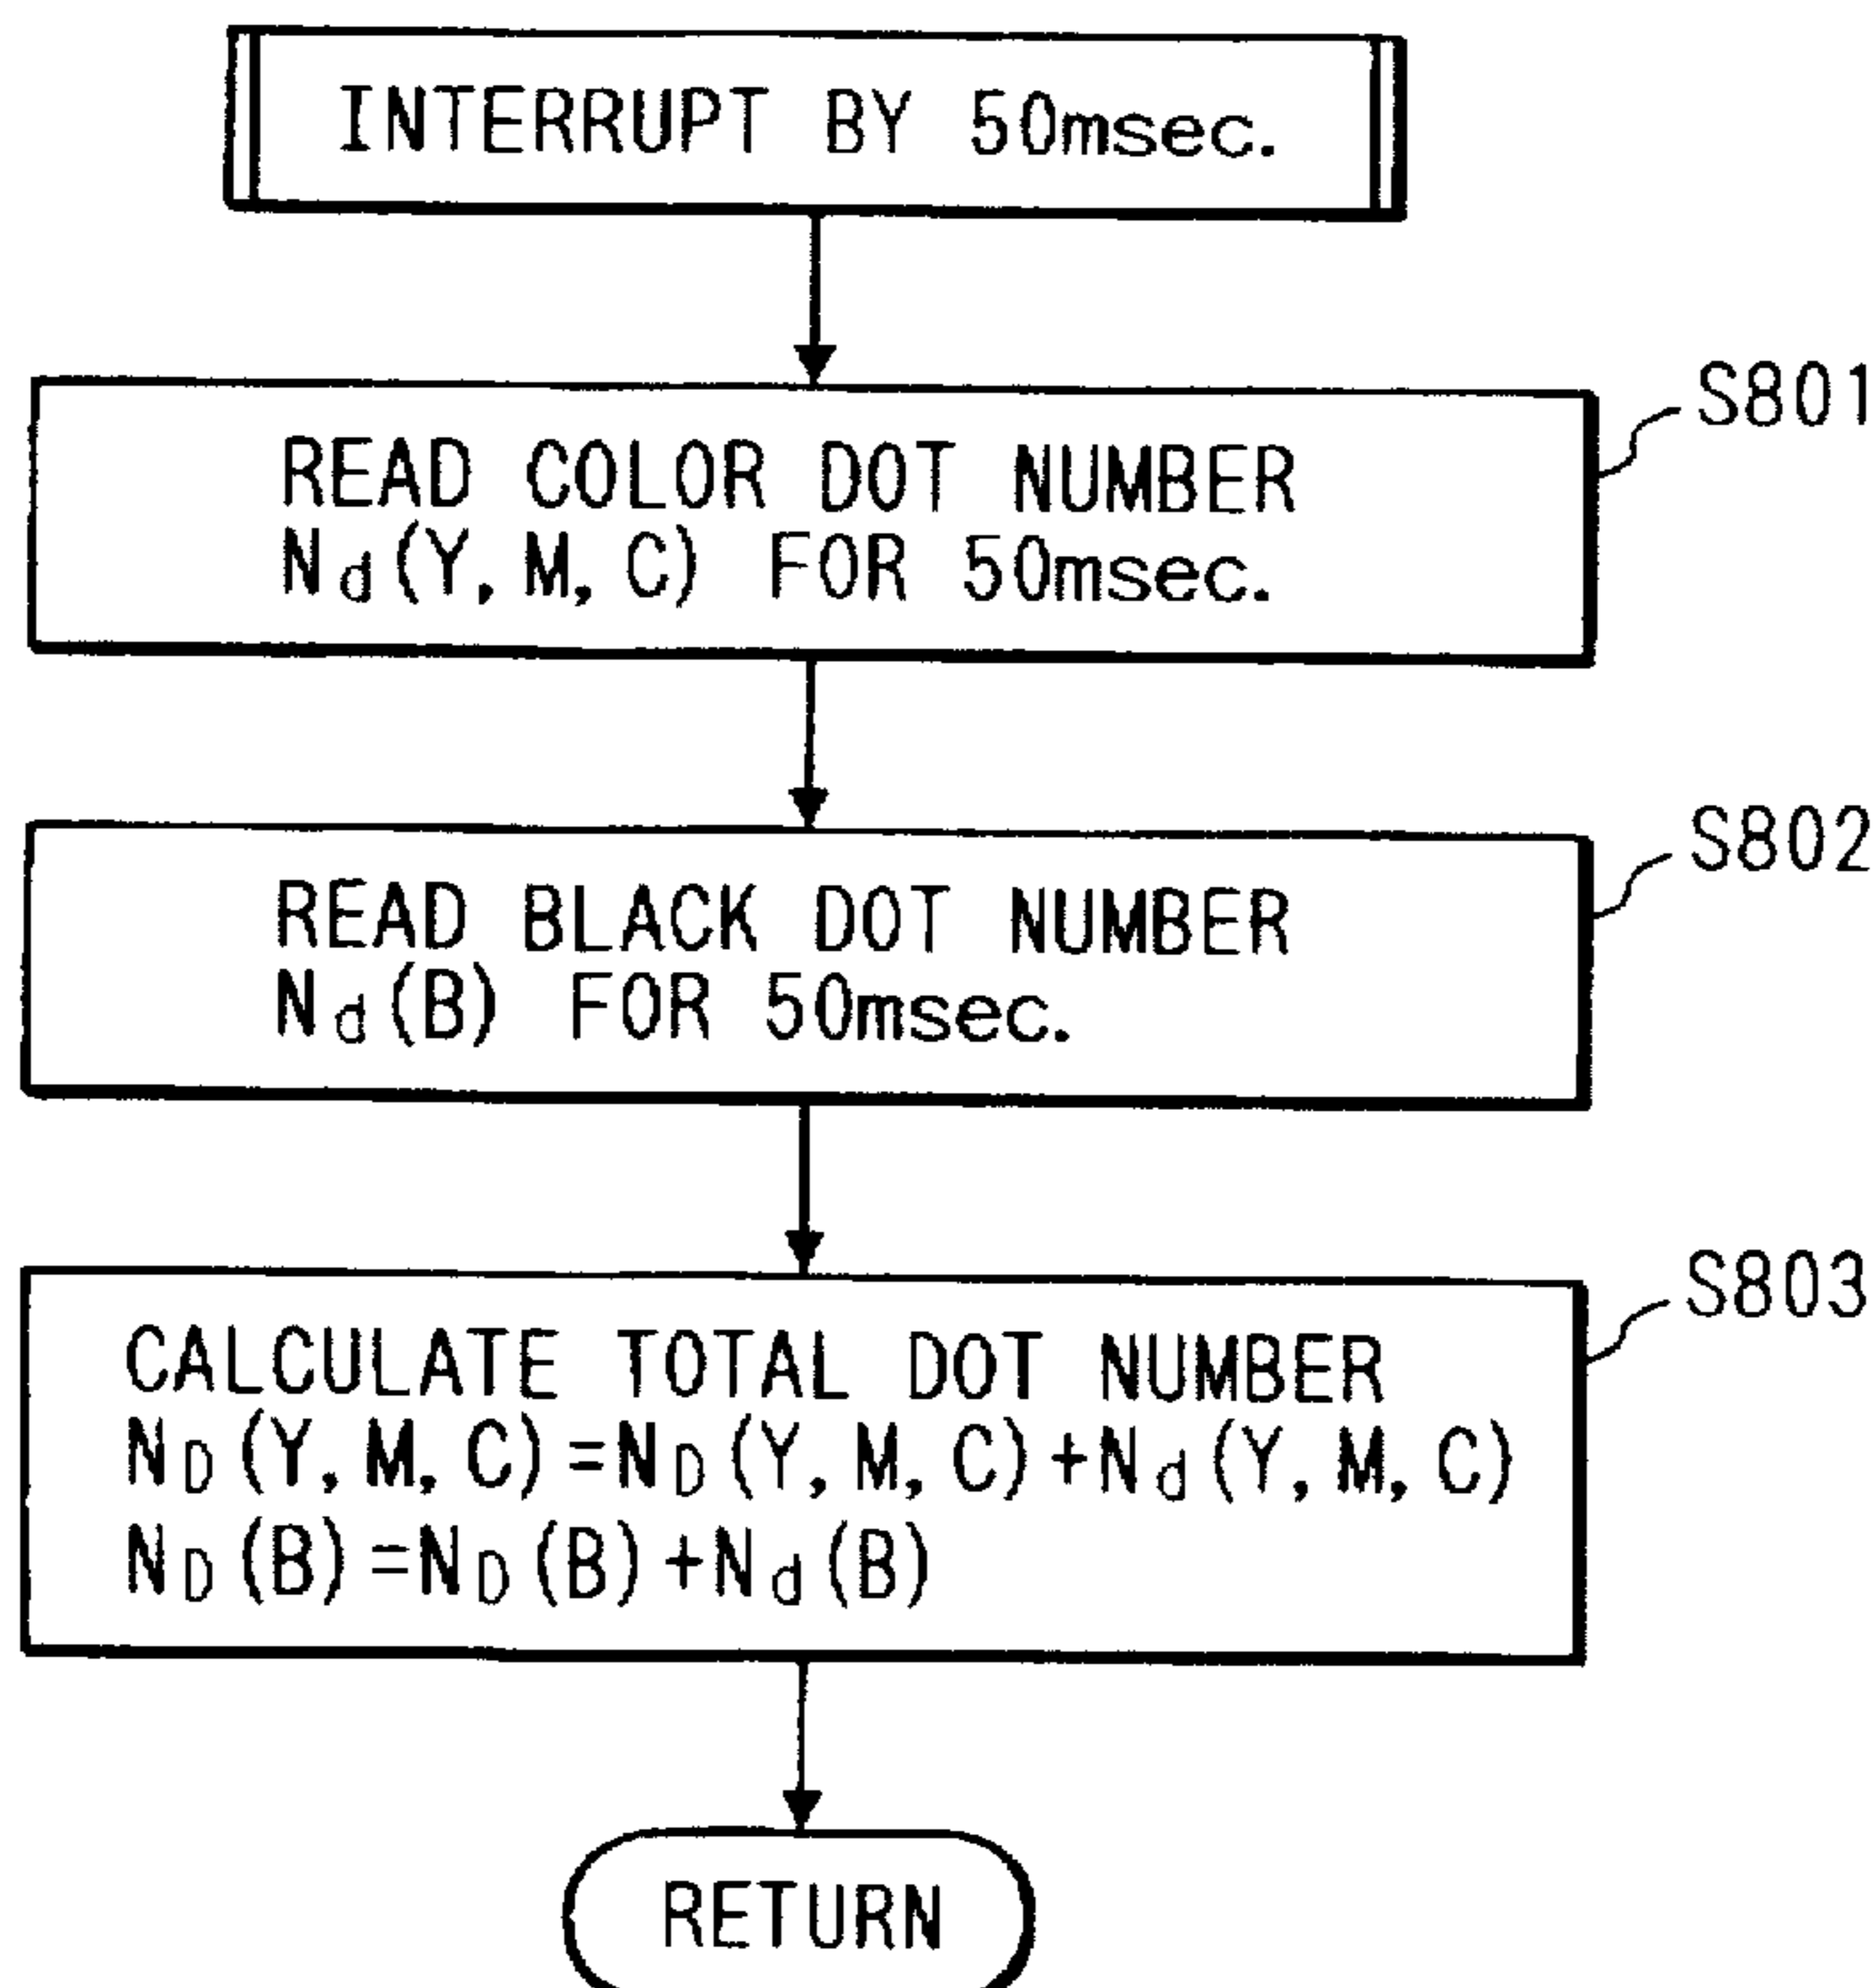 INTERRUPT BY 50msec.
S801
READ COLOR DOT NUMBER
Nd(Y,M,C) FOR 50msec.
S802
READ BLACK DOT NUMBER
Nd(B) FOR 50msec.
S803
CALCULATE TOTAL DOT NUMBER
ND(Y,M,C)=ND(Y,M,C)+Nd(Y,M,C)
ND(B)=ND(B)+Nd(B)
RETURN